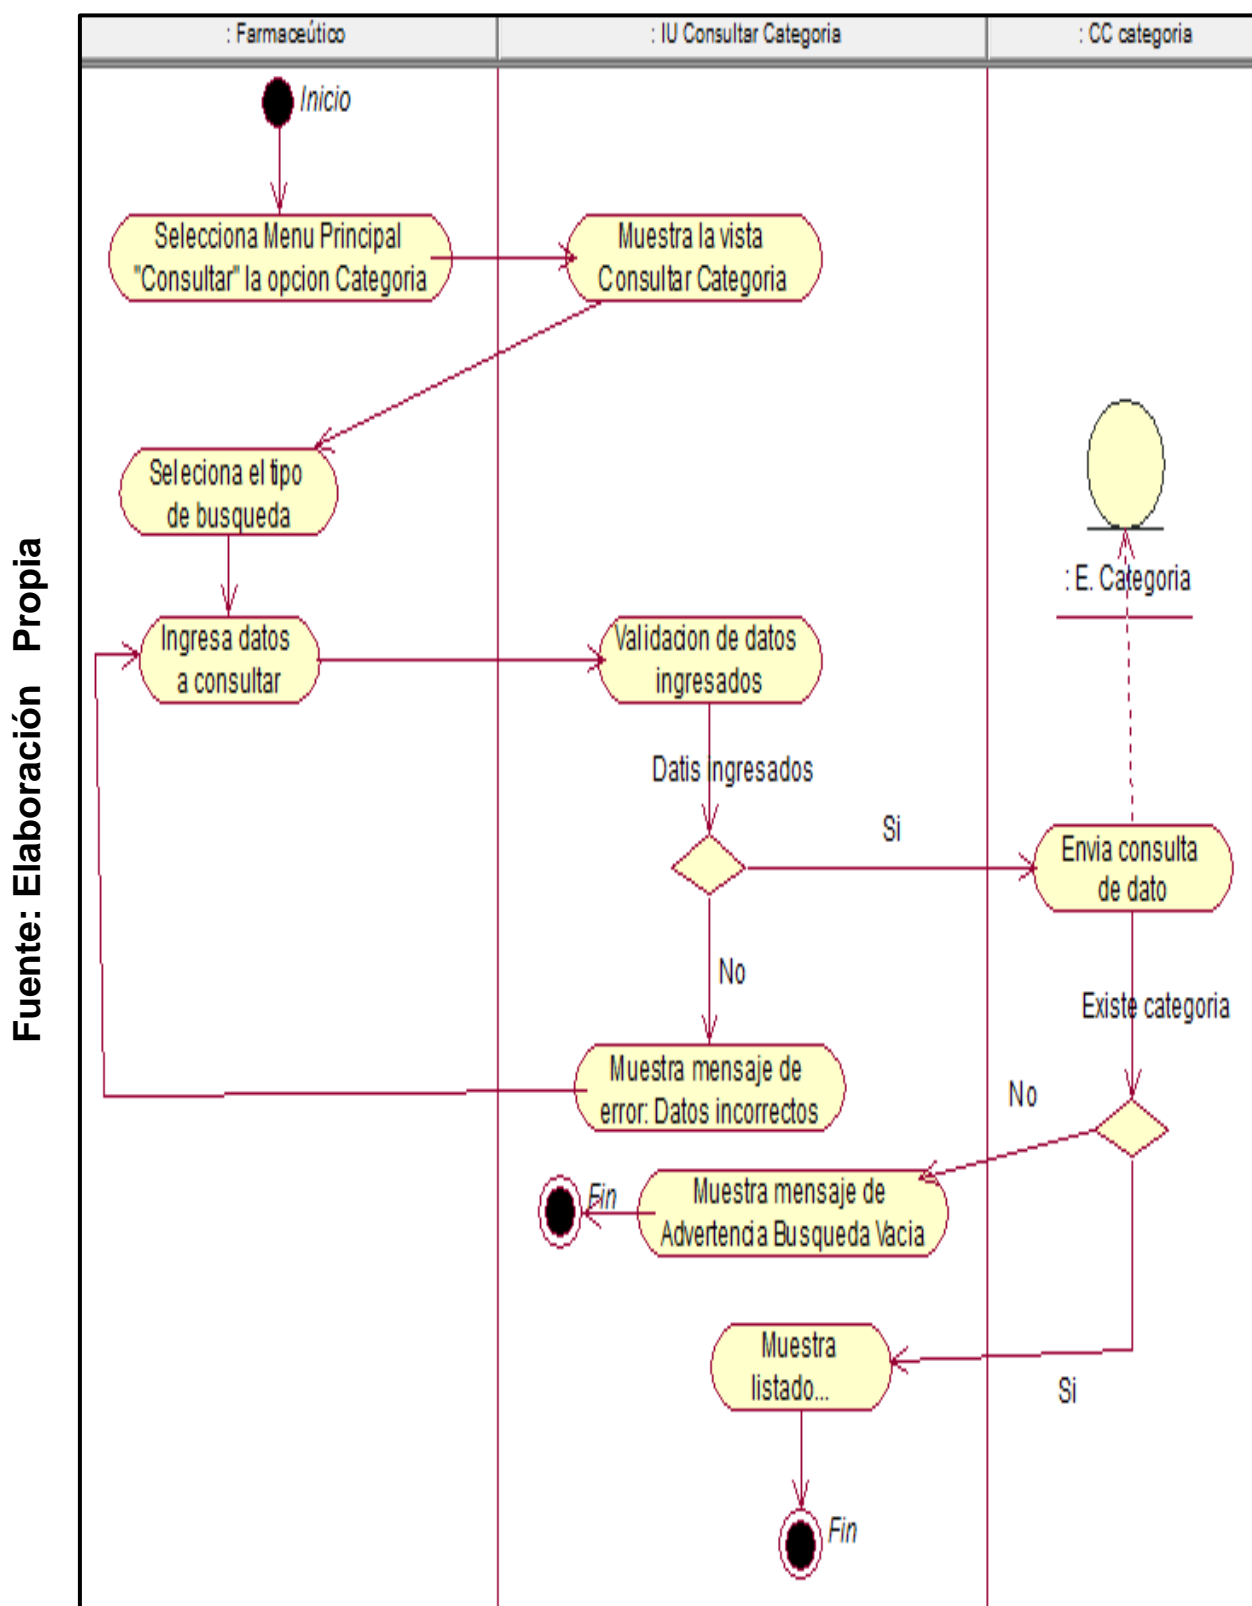 : Farmaceútico
: IU Consultar Categoria
: CC categoria
Inicio
Selecciona Menu Principal
"Consultar" la opcion Categoria
Muestra la vista
Consultar Categoria
Seleciona el tipo
de busqueda
: E. Categoria
Ingresa datos
a consultar
Validacion de datos
ingresados
Datis ingresados
Si
Envia consulta
de dato
No
Existe categoria
Muestra mensaje de
error: Datos incorrectos
No
Muestra mensaje de
Advertencia Busqueda Vacia
Fin
Muestra
listado...
Si
Fin
Fuente: Elaboración Propia